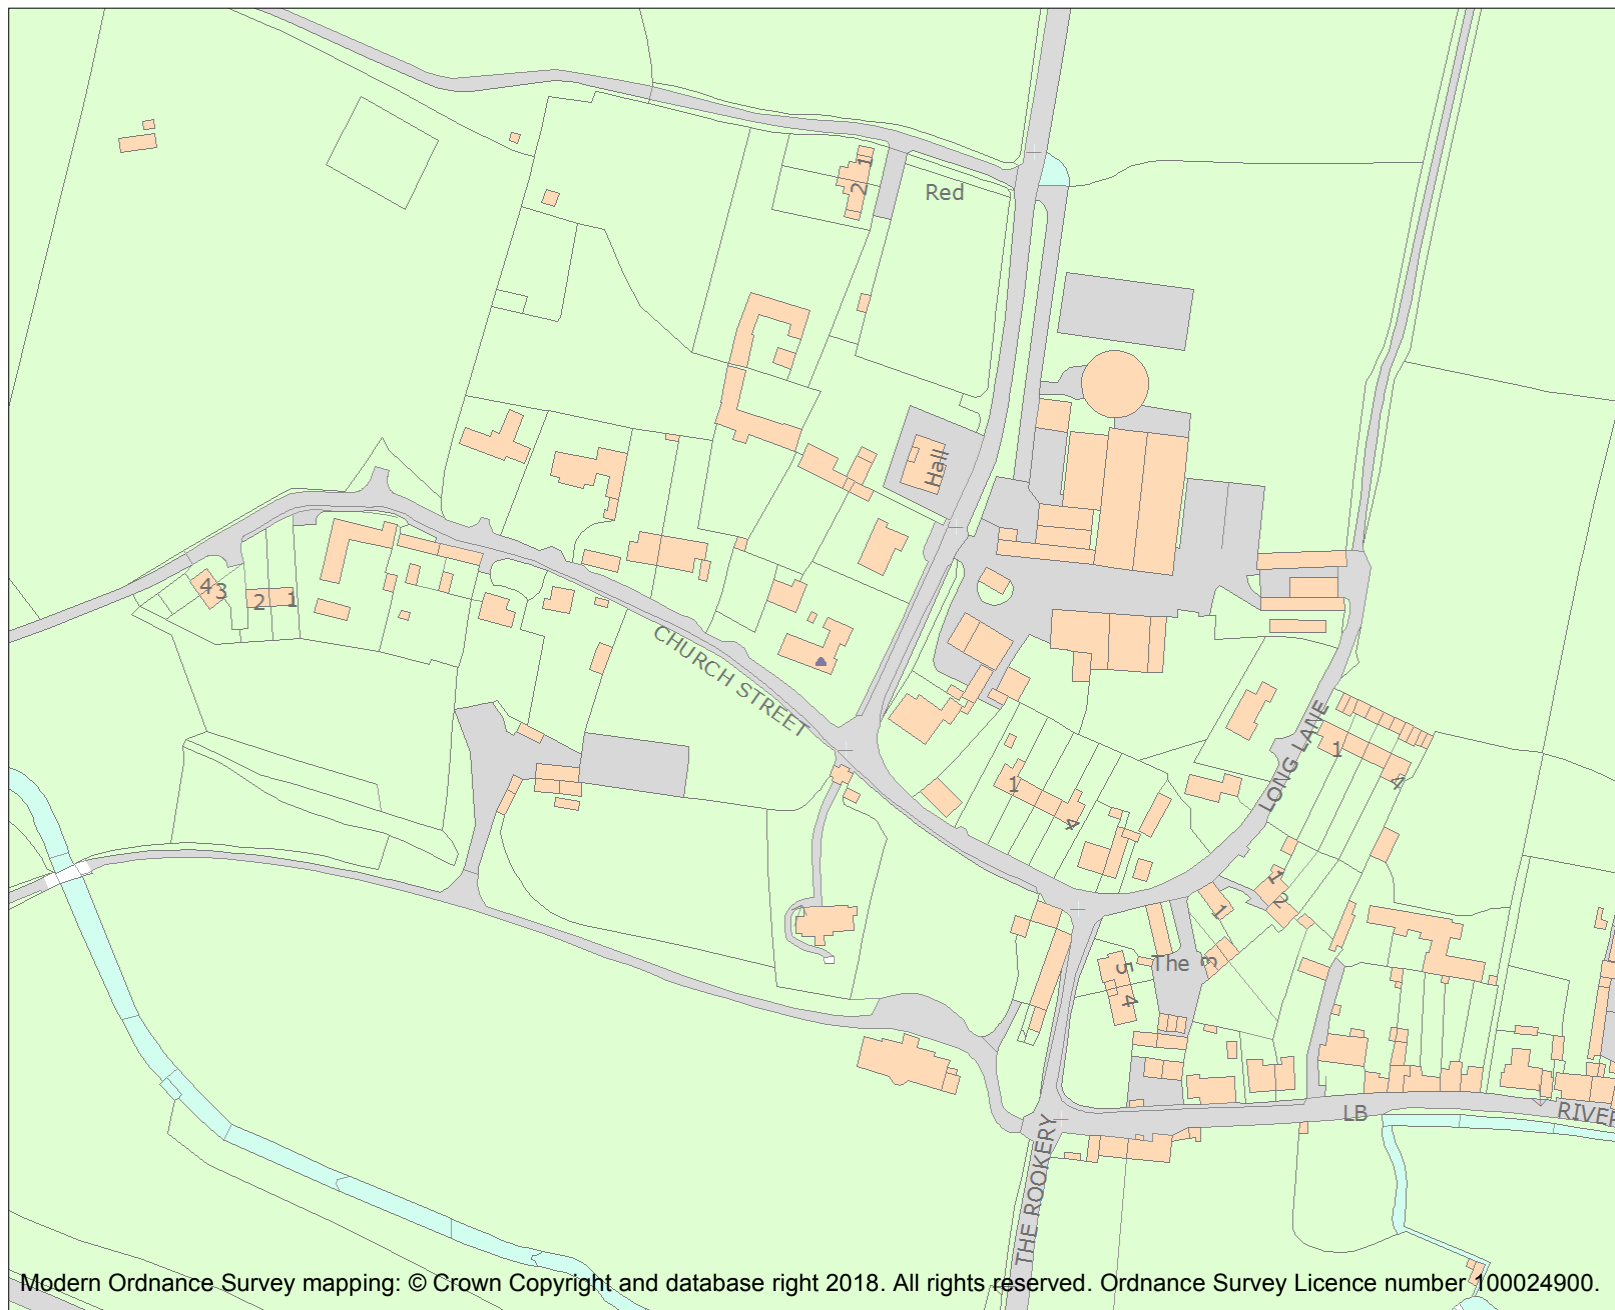 1
2
Red
Hall
4
3
2
1
CHURCH STREET
LONG LANE
1
4
1
4
1
2
1
3
The
5
4
LB
RIVER
THE ROOKERY
Modern Ordnance Survey mapping: © Crown Copyright and database right 2018. All rights reserved. Ordnance Survey Licence number 100024900.